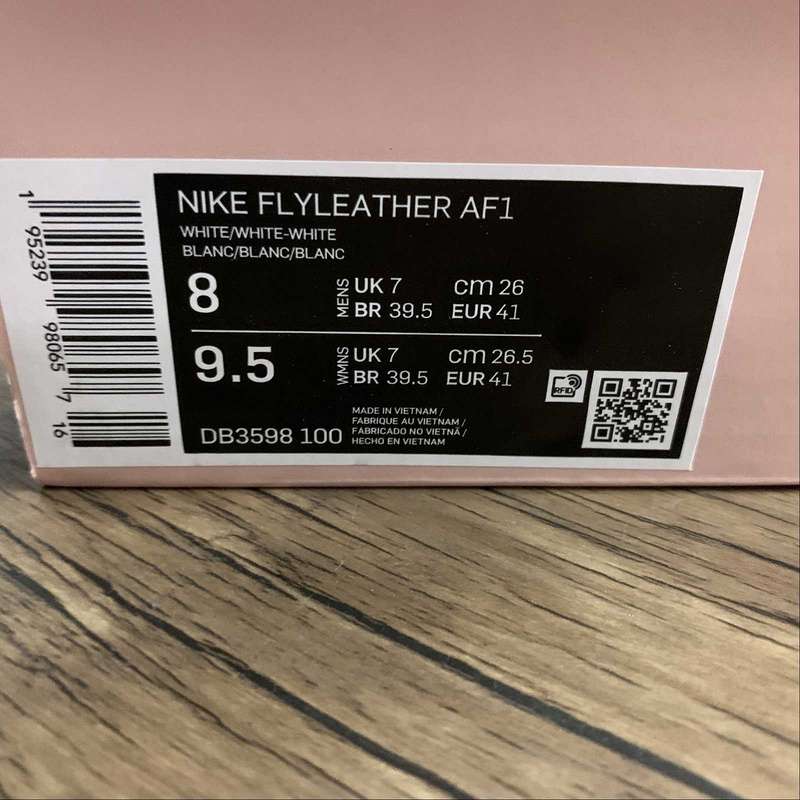 NIKE FLYLEATHER AF1
WHITE/WHITE-WHITE
BLANC/BLANC/BLANC
8 MENS UK 7 cm 26
BR 39.5 EUR 41
9.5 WMNS UK 7 cm 26.5
BR 39.5 EUR 41
RFID
DB3598 100
MADE IN VIETNAM /
FABRIQUE AU VIETNAM /
FABRICADO NO VIETNÃ /
HECHO EN VIETNAM
1 95239 98065 7 16